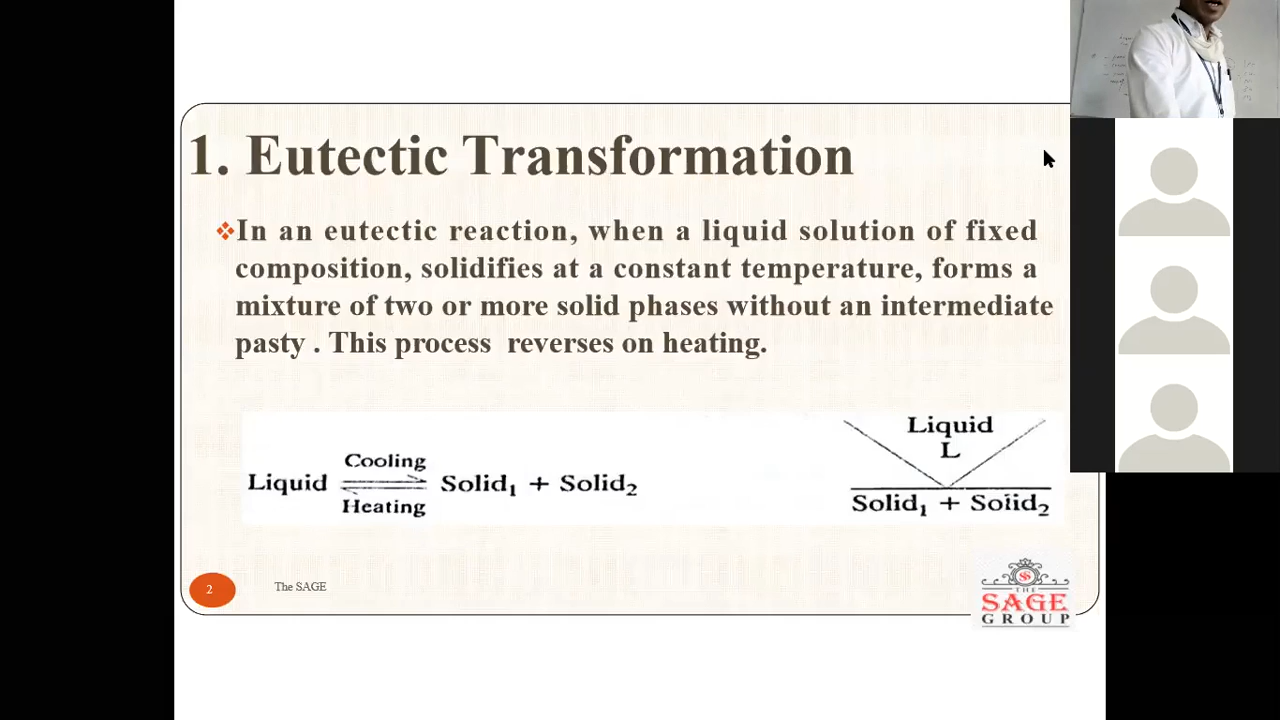 1. Eutectic Transformation
❖In an eutectic reaction, when a liquid solution of fixed
composition, solidifies at a constant temperature, forms a
mixture of two or more solid phases without an intermediate
pasty . This process reverses on heating.
Liquid
Cooling
Heating
Solid₁ + Solid₂
Liquid
L
Solid₁ + Solid₂
2
The SAGE
THE
SAGE
GROUP